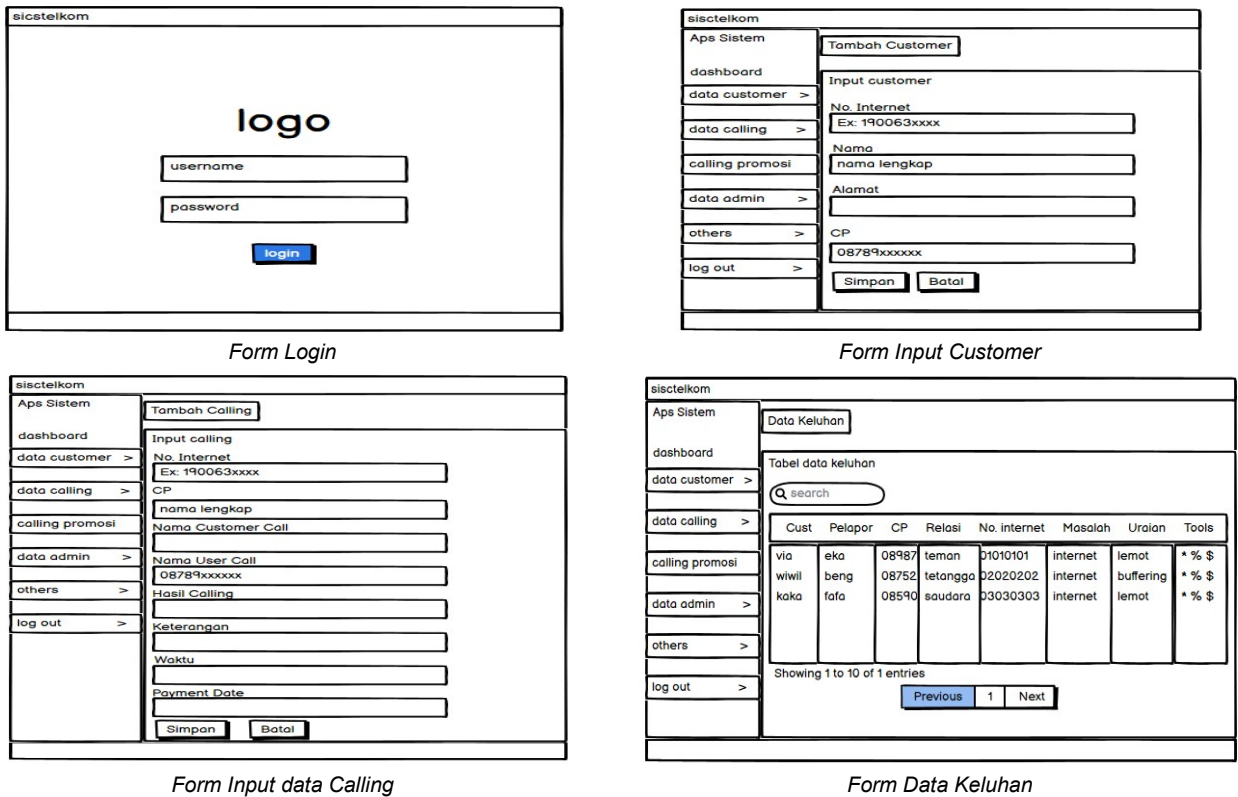 sicstelkom
logo
username
password
login
Form Login
sisctelkom
Aps Sistem
dashboard
data customer >
data calling >
calling promosi
data admin >
others >
log out >
Tambah Customer
Input customer
No. Internet
Ex: 190063xxxx
Nama
nama lengkap
Alamat
CP
08789xxxxxx
Simpan Batal
Form Input Customer
sisctelkom
Aps Sistem
dashboard
data customer >
data calling >
calling promosi
data admin >
others >
log out >
Tambah Calling
Input calling
No. Internet
Ex: 190063xxxx
CP
nama lengkap
Nama Customer Call
Nama User Call
08789xxxxxx
Hasil Calling
Keterangan
Waktu
Payment Date
Simpan Batal
Form Input data Calling
sisctelkom
Aps Sistem
dashboard
data customer >
data calling >
calling promosi
data admin >
others >
log out >
Data Keluhan
Tabel data keluhan
search
Cust Pelapor CP Relasi No. internet Masalah Uraian Tools
via eka 08987 teman 01010101 internet lemot * % $
wiwil beng 08752 tetangga 02020202 internet buffering * % $
kaka fafa 08590 saudara 03030303 internet lemot * % $
Showing 1 to 10 of 1 entries
Previous 1 Next
Form Data Keluhan